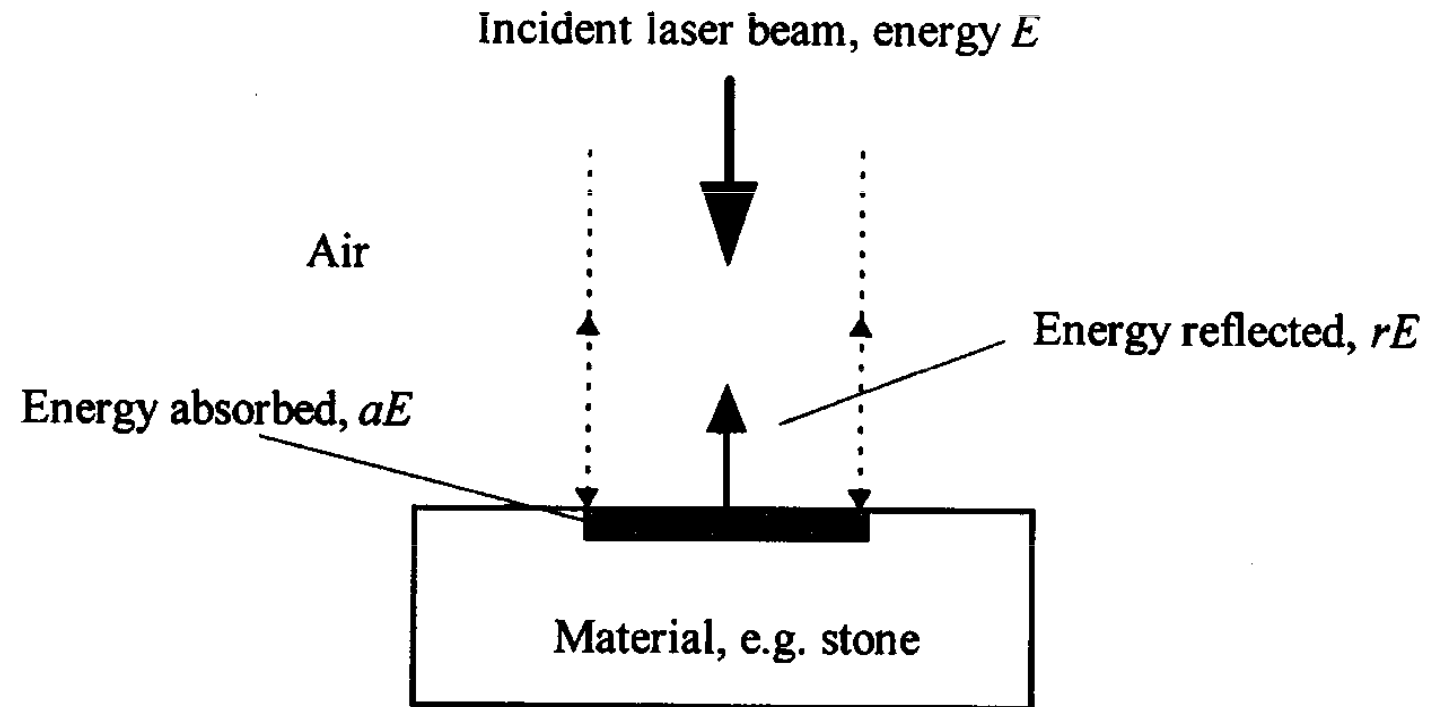 Incident laser beam, energy E
Air
Energy reflected, rE
Energy absorbed, aE
Material, e.g. stone